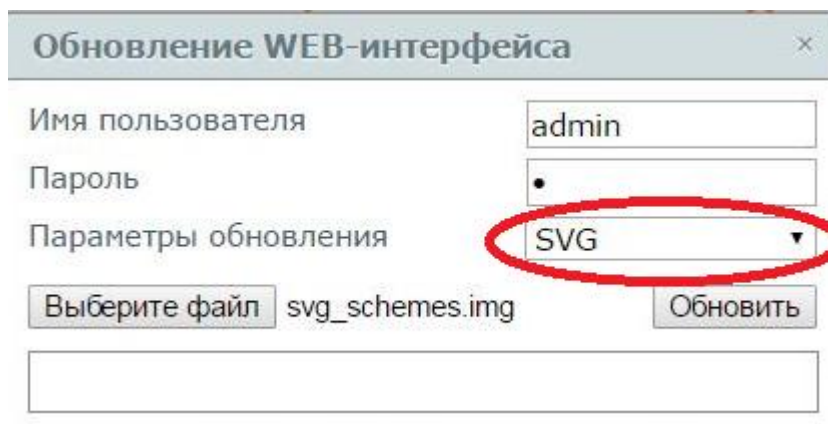 Обновление WEB-интерфейса ×
Имя пользователя admin
Пароль •
Параметры обновления SVG
Выберите файл svg_schemes.img Обновить